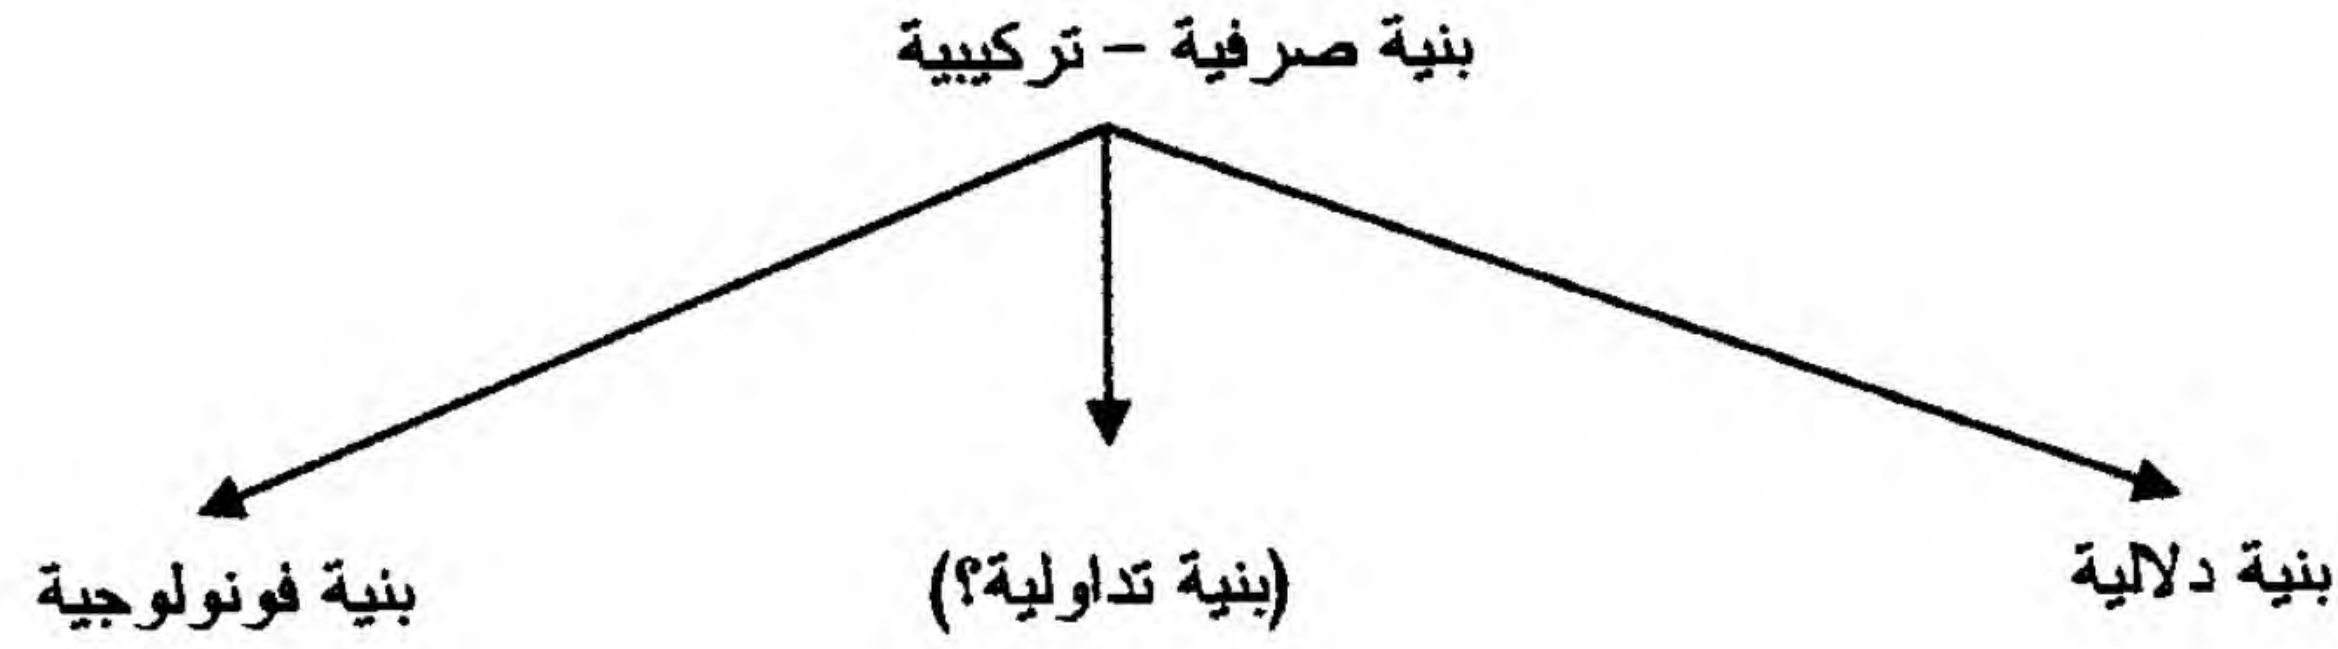 بنية صرفية – تركيبية
بنية دلالية
(بنية تداولية؟)
بنية فونولوجية